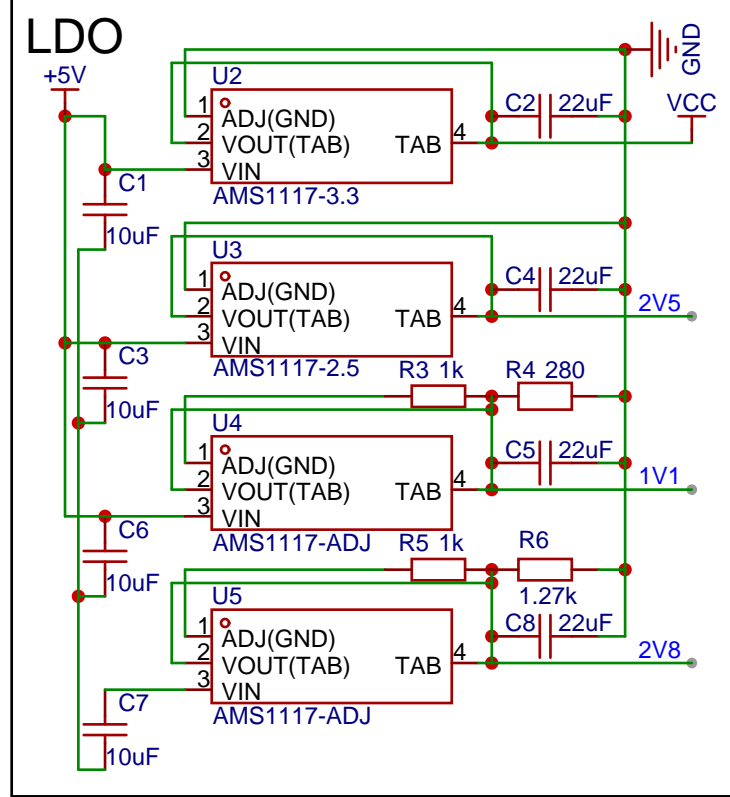 LDO
+5V
GND
U2
1
ADJ(GND)
2
VOUT(TAB)
3
VIN
TAB
4
AMS1117-3.3
C2
22uF
VCC
C1
10uF
U3
1
ADJ(GND)
2
VOUT(TAB)
3
VIN
TAB
4
AMS1117-2.5
C4
22uF
2V5
C3
10uF
R3 1k
R4 280
U4
1
ADJ(GND)
2
VOUT(TAB)
3
VIN
TAB
4
AMS1117-ADJ
C5
22uF
1V1
C6
10uF
R5 1k
R6
1.27k
U5
1
ADJ(GND)
2
VOUT(TAB)
3
VIN
TAB
4
AMS1117-ADJ
C8
22uF
2V8
C7
10uF